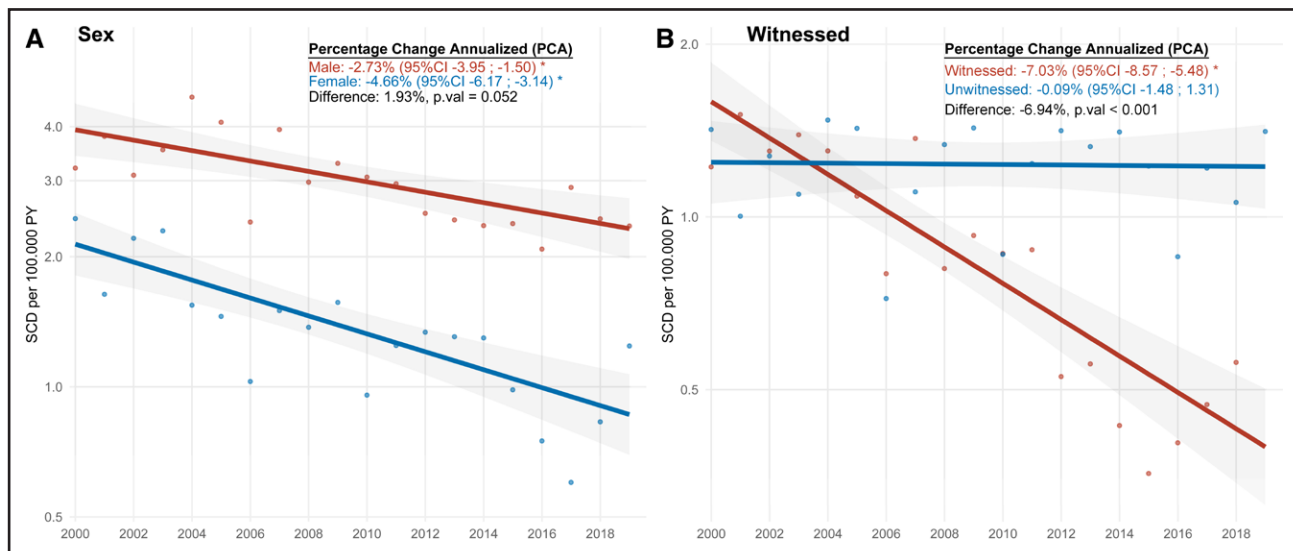 A Sex
Percentage Change Annualized (PCA)
Male: -2.73% (95%CI -3.95 ; -1.50) *
Female: -4.66% (95%CI -6.17 ; -3.14) *
Difference: 1.93%, p.val = 0.052
SCD per 100.000 PY
4.0
3.0
2.0
1.0
0.5
2000 2002 2004 2006 2008 2010 2012 2014 2016 2018
B Witnessed
Percentage Change Annualized (PCA)
Witnessed: -7.03% (95%CI -8.57 ; -5.48) *
Unwitnessed: -0.09% (95%CI -1.48 ; 1.31)
Difference: -6.94%, p.val < 0.001
SCD per 100.000 PY
2.0
1.0
0.5
2000 2002 2004 2006 2008 2010 2012 2014 2016 2018